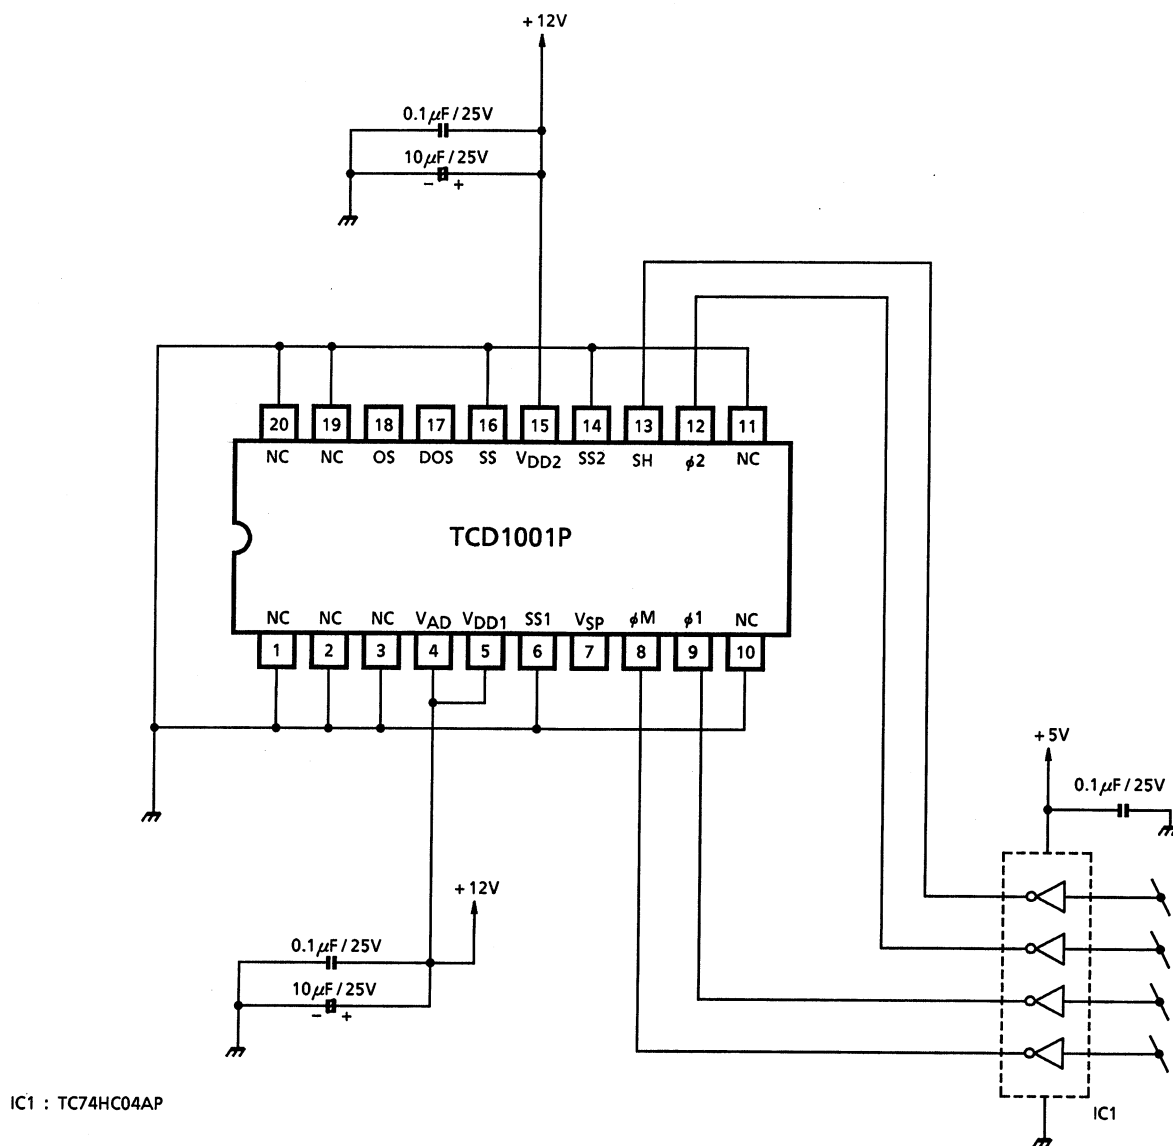 +12V
0.1μF/25V
10μF/25V
− +
20 19 18 17 16 15 14 13 12 11
NC NC OS DOS SS VDD2 SS2 SH ϕ2 NC
TCD1001P
NC NC NC VAD VDD1 SS1 VSP ϕM ϕ1 NC
1 2 3 4 5 6 7 8 9 10
+5V
0.1μF/25V
+12V
0.1μF/25V
10μF/25V
− +
IC1 : TC74HC04AP
IC1